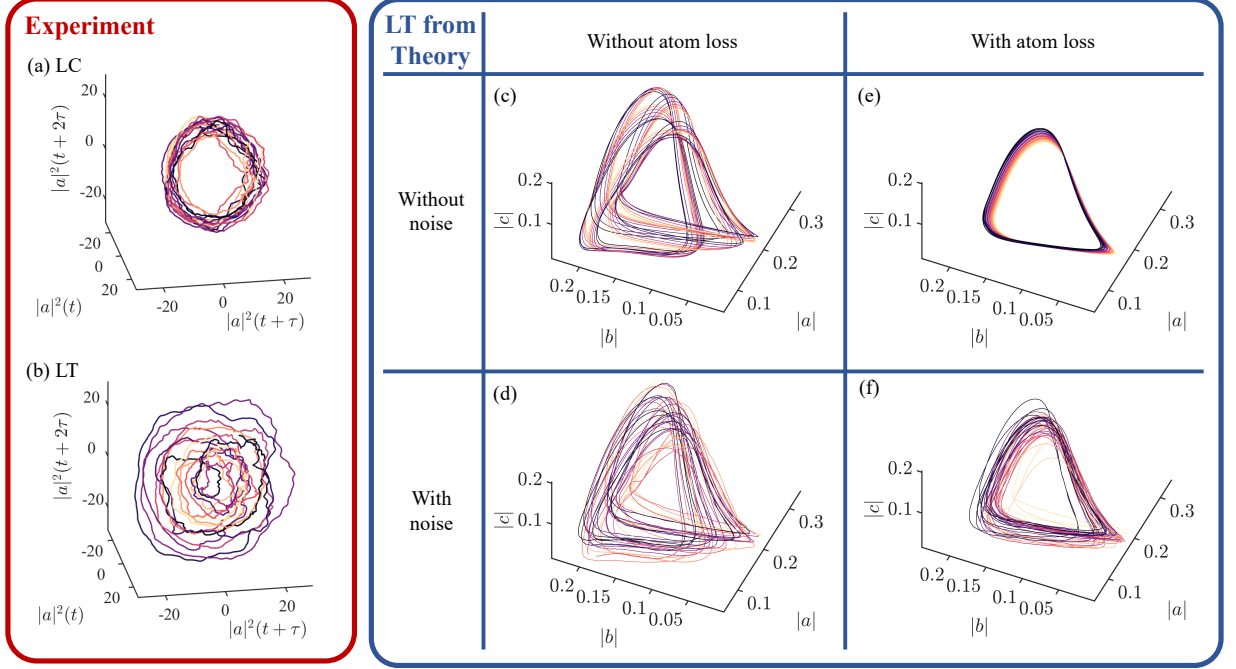 Experiment
(a) LC
|a|²(t + 2τ)
20
0
-20
-20
0
20
|a|²(t)
-20
0
20
|a|²(t + τ)
(b) LT
|a|²(t + 2τ)
20
0
-20
-20
0
20
|a|²(t)
-20
0
20
|a|²(t + τ)
LT from
Theory
Without atom loss
With atom loss
Without
noise
With
noise
(c)
0.2
0.1
|c|
0.2
0.15
0.1
0.05
|b|
0.1
0.2
0.3
|a|
(e)
0.2
0.1
|c|
0.2
0.15
0.1
0.05
|b|
0.1
0.2
0.3
|a|
(d)
0.2
0.1
|c|
0.2
0.15
0.1
0.05
|b|
0.1
0.2
0.3
|a|
(f)
0.2
0.1
|c|
0.2
0.15
0.1
0.05
|b|
0.1
0.2
0.3
|a|